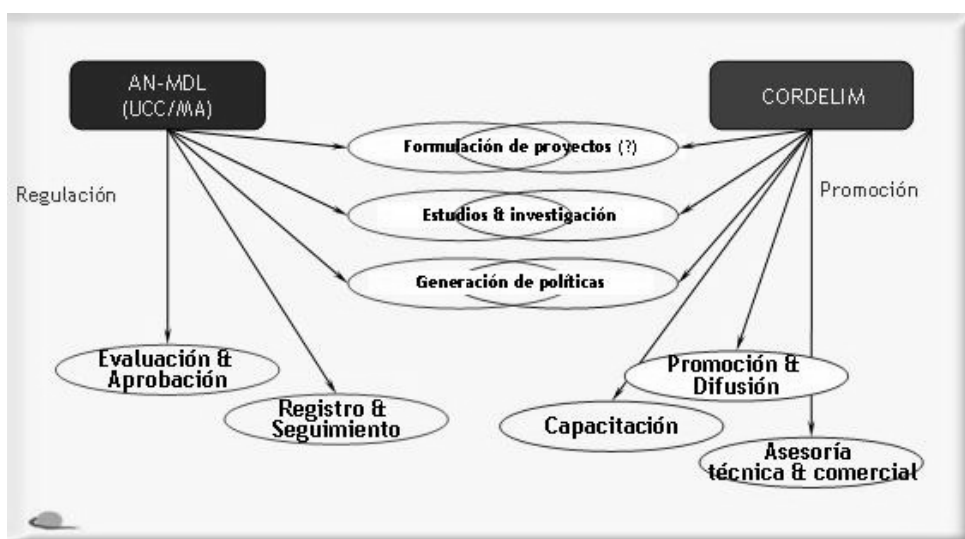 AN-MDL
(UCC/MA)
CORDELIM
Formulación de proyectos (?)
Regulación
Promoción
Estudios & investigación
Generación de políticas
Evaluación &
Aprobación
Promoción &
Difusión
Registro &
Seguimiento
Capacitación
Asesoría
técnica & comercial